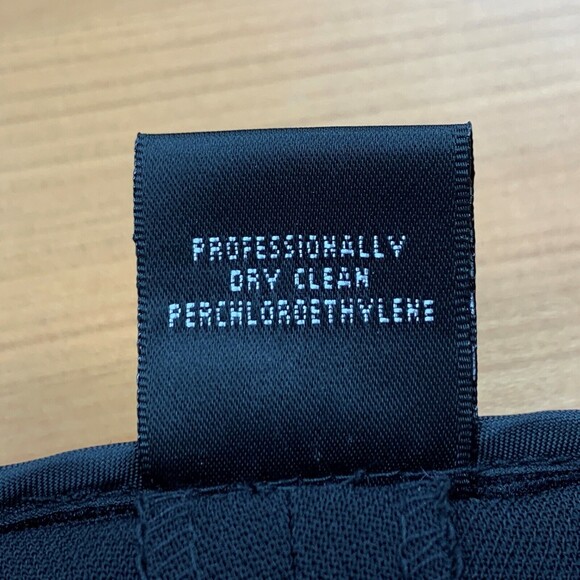 PROFESSIONALLY
DRY CLEAN
PERCHLOROETHYLENE